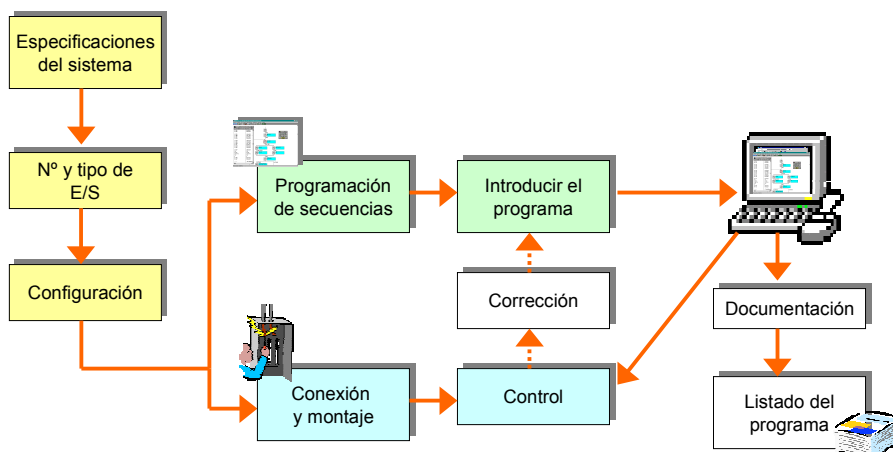 Especificaciones
del sistema
Nº y tipo de
E/S
Configuración
Programación
de secuencias
Introducir el
programa
Corrección
Conexión
y montaje
Control
Documentación
Listado del
programa